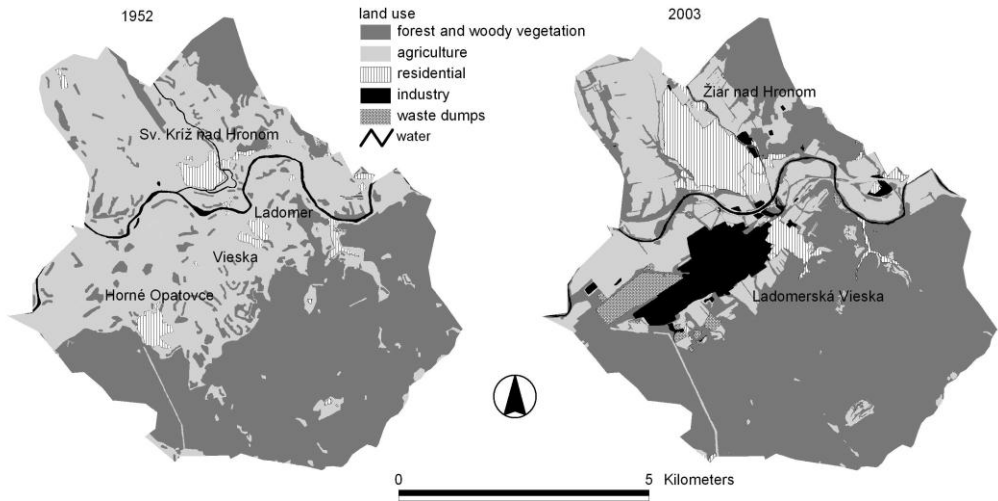 1952
land use
forest and woody vegetation
agriculture
residential
industry
waste dumps
water
2003
Sv. Kríž nad Hronom
Ladomer
Vieska
Horné Opatovce
Žiar nad Hronom
Ladomerská Vieska
0 5 Kilometers